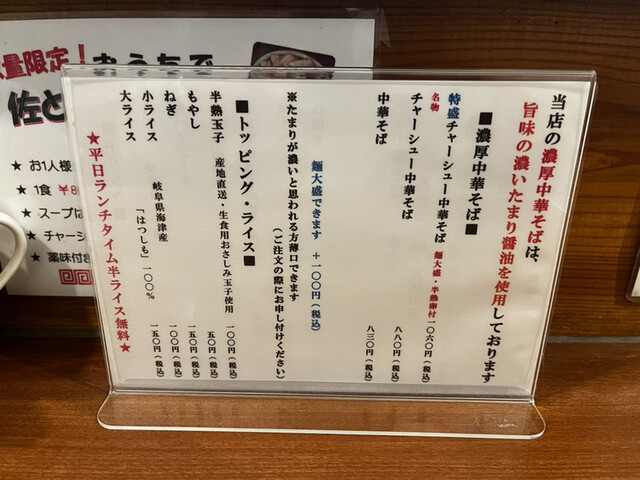 当店の濃厚中華そばは、
旨味の濃いたまり醤油を使用しております
■濃厚中華そば■
名物
特盛チャーシュー中華そば 麺大盛・半熟卵付 一〇六〇円(税込)
チャーシュー中華そば 八八〇円(税込)
中華そば 八三〇円(税込)
麺大盛できます +一〇〇円(税込)
※たまりが濃いと思われる方薄口できます
(ご注文の際にお申し付けください)
■トッピング・ライス■
半熟玉子 産地直送・生食用おさしみ玉子使用 一〇〇円(税込)
もやし 五〇円(税込)
ねぎ 一五〇円(税込)
小ライス 一〇〇円(税込)
大ライス 一五〇円(税込)
岐阜県海津産
「はつしも」一〇〇%
★平日ランチタイム半ライス無料★
数量限定!おうちで
佐
★ お1人様
★ 1食 ¥8
★ スープは
★ チャーシ
★ 薬味付き